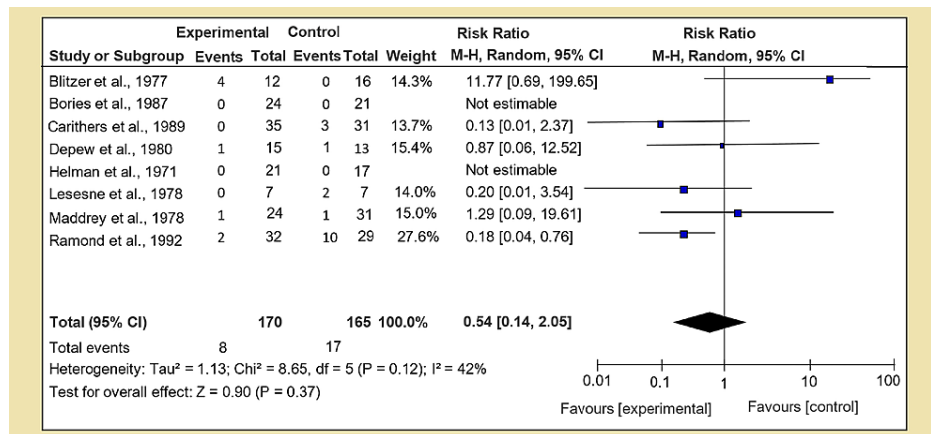 Experimental Control Risk Ratio Risk Ratio
Study or Subgroup Events Total Events Total Weight M-H, Random, 95% CI M-H, Random, 95% CI
Blitzer et al., 1977 4 12 0 16 14.3% 11.77 [0.69, 199.65]
Bories et al., 1987 0 24 0 21 Not estimable
Carithers et al., 1989 0 35 3 31 13.7% 0.13 [0.01, 2.37]
Depew et al., 1980 1 15 1 13 15.4% 0.87 [0.06, 12.52]
Helman et al., 1971 0 21 0 17 Not estimable
Lesesne et al., 1978 0 7 2 7 14.0% 0.20 [0.01, 3.54]
Maddrey et al., 1978 1 24 1 31 15.0% 1.29 [0.09, 19.61]
Ramond et al., 1992 2 32 10 29 27.6% 0.18 [0.04, 0.76]
Total (95% CI) 170 165 100.0% 0.54 [0.14, 2.05]
Total events 8 17
Heterogeneity: Tau² = 1.13; Chi² = 8.65, df = 5 (P = 0.12); I² = 42%
Test for overall effect: Z = 0.90 (P = 0.37)
0.01 0.1 1 10 100
Favours [experimental] Favours [control]